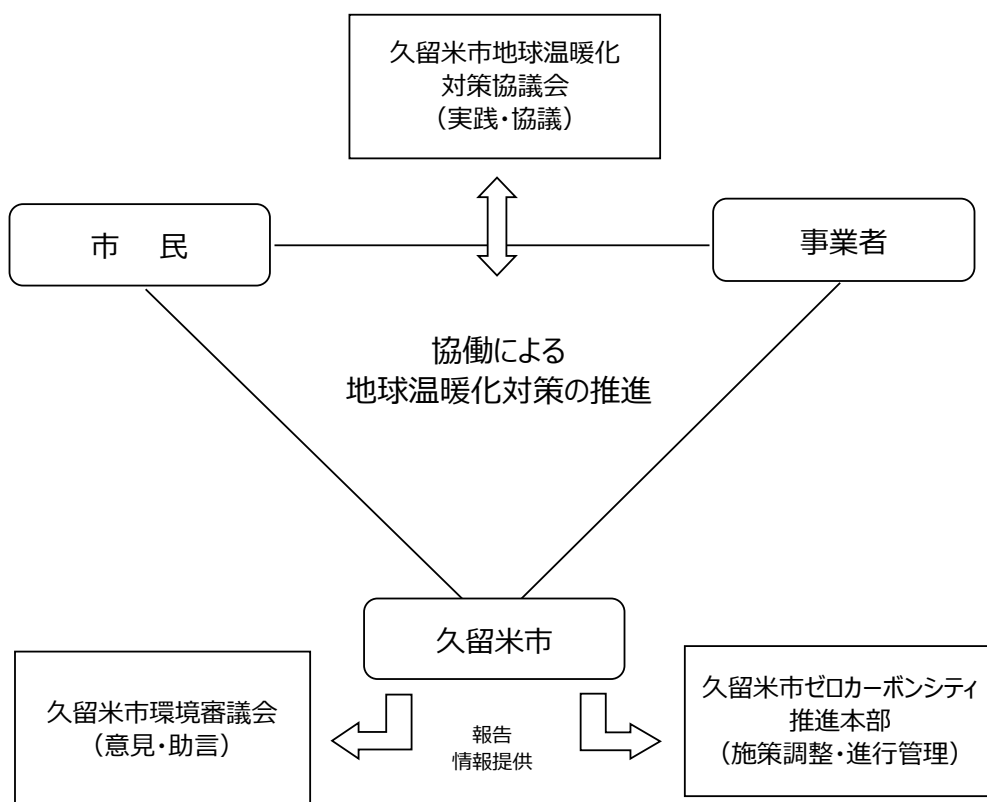 久留米市地球温暖化
対策協議会
（実践・協議）
市　民
事業者
協働による
地球温暖化対策の推進
久留米市
久留米市環境審議会
（意見・助言）
報告
情報提供
久留米市ゼロカーボンシティ
推進本部
（施策調整・進行管理）